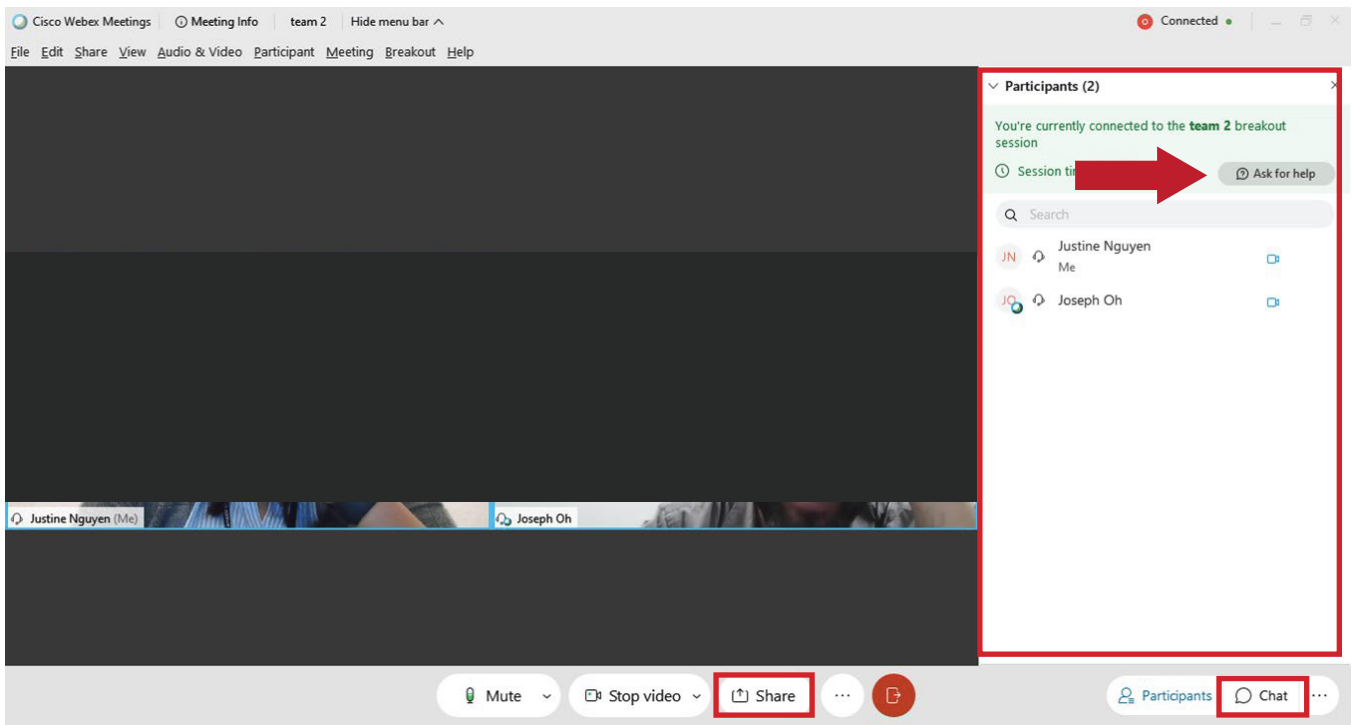 Cisco Webex Meetings Meeting Info team 2 Hide menu bar Connected
File Edit Share View Audio & Video Participant Meeting Breakout Help
Participants (2)
You're currently connected to the team 2 breakout
session
Session
Ask for help
Search
JN Justine Nguyen
Me
JO Joseph Oh
Justine Nguyen (Me) Joseph Oh
Mute Stop video Share Participants Chat